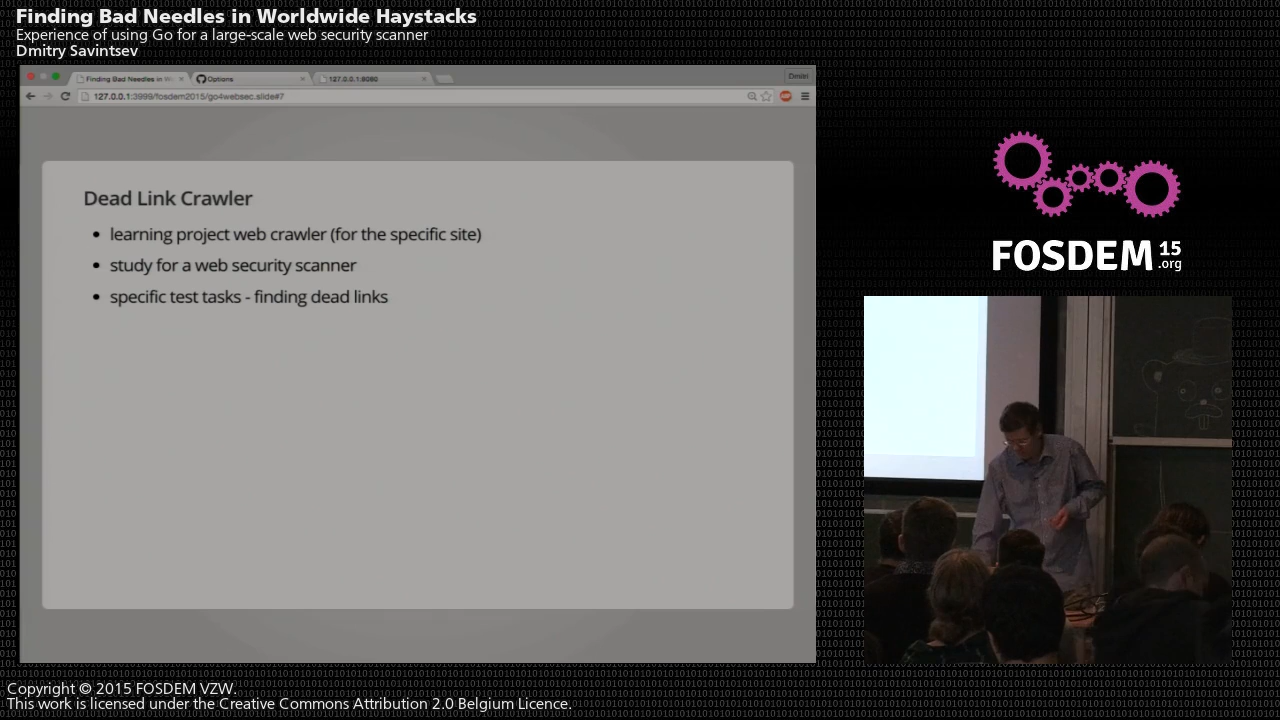 Finding Bad Needles in Worldwide Haystacks
Experience of using Go for a large-scale web security scanner
Dmitry Savintsev
Finding Bad Needles in Wo
Options
127.0.0.1:6060
Dmitri
127.0.0.1:3999/fosdem2015/go4websec.slide#7
Dead Link Crawler
learning project web crawler (for the specific site)
study for a web security scanner
specific test tasks - finding dead links
FOSDEM 15
.org
Copyright © 2015 FOSDEM VZW.
This work is licensed under the Creative Commons Attribution 2.0 Belgium Licence.